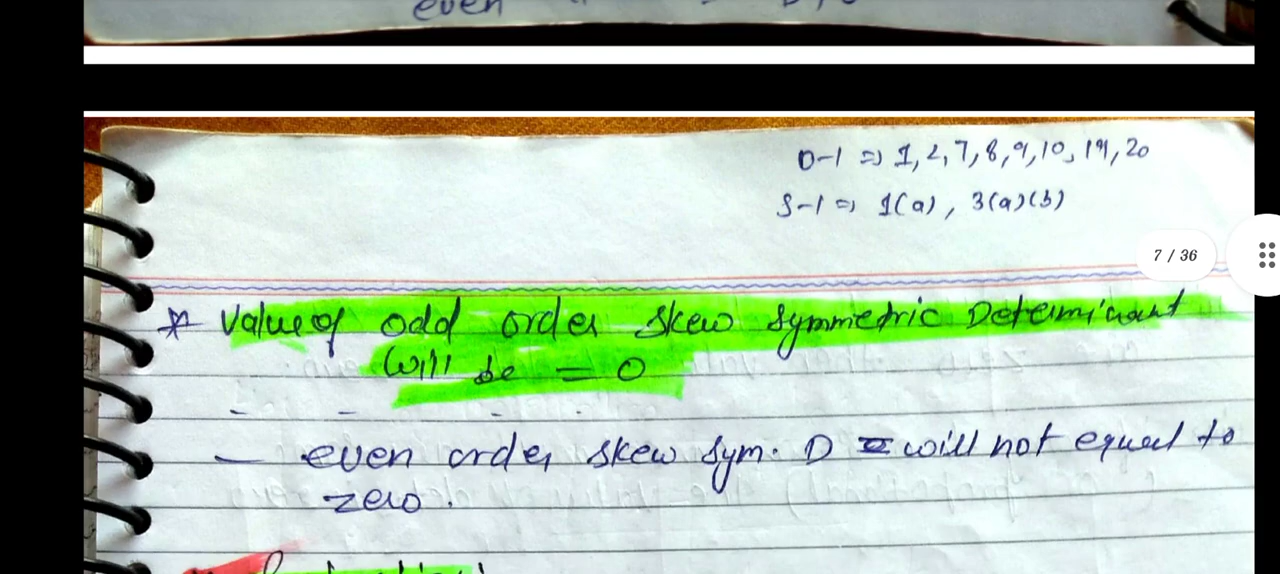 even
D-1 => 1, 2, 7, 8, 9, 10, 19, 20
S-1 => 1(a), 3(a)(b)
7 / 36
* Value of odd order skew symmetric Determinant
will be = 0
— even order skew sym. D will not equal to
zero.